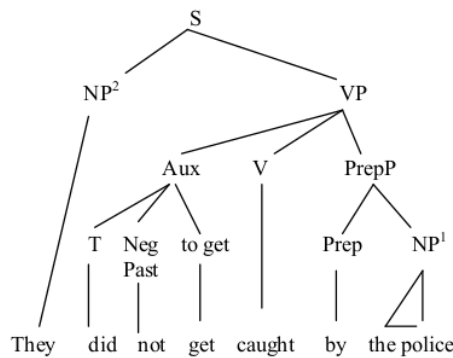 S
NP² VP
Aux V PrepP
T Neg to get Prep NP¹
Past
They did not get caught by the police